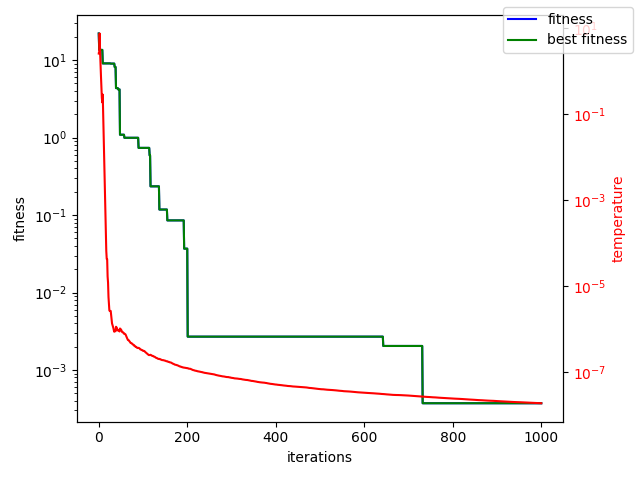 fitness
best fitness
10¹
10⁰
10⁻¹
10⁻²
10⁻³
fitness
10¹
10⁻¹
10⁻³
10⁻⁵
10⁻⁷
temperature
0 200 400 600 800 1000
iterations